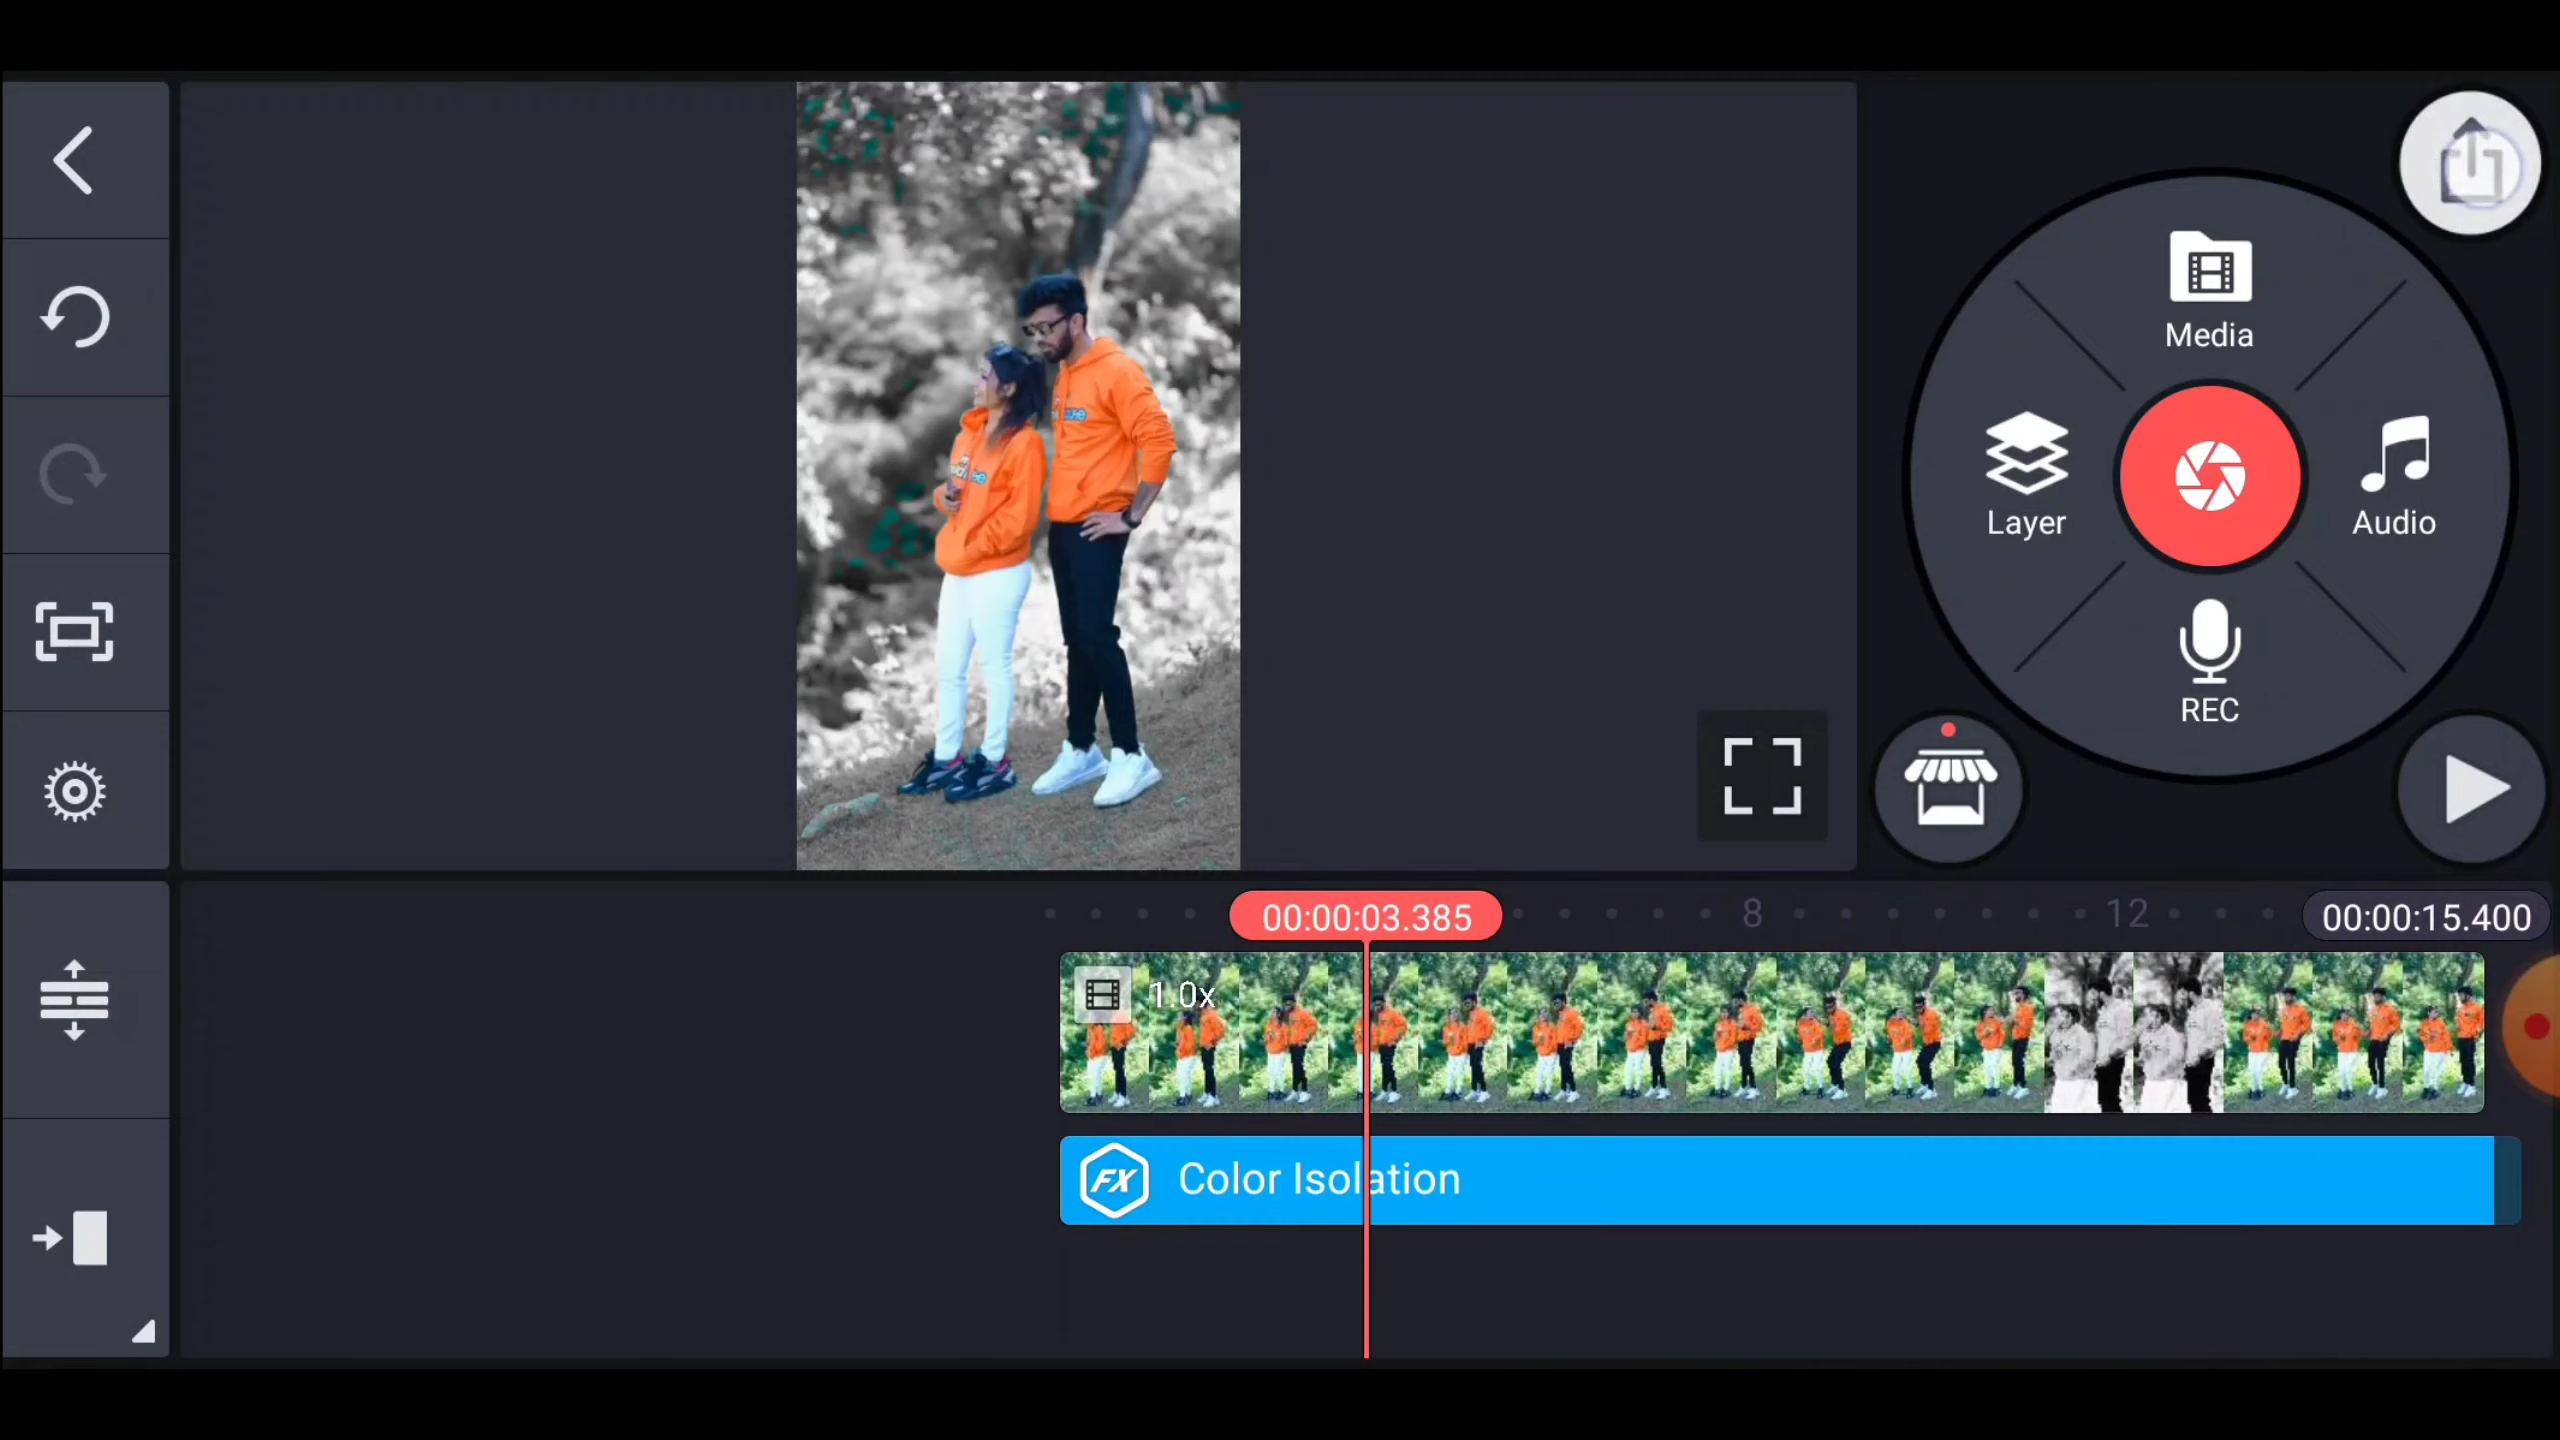 Media
Layer
Audio
REC
00:00:03.385
8
12
00:00:15.400
1.0x
FX
Color Isolation